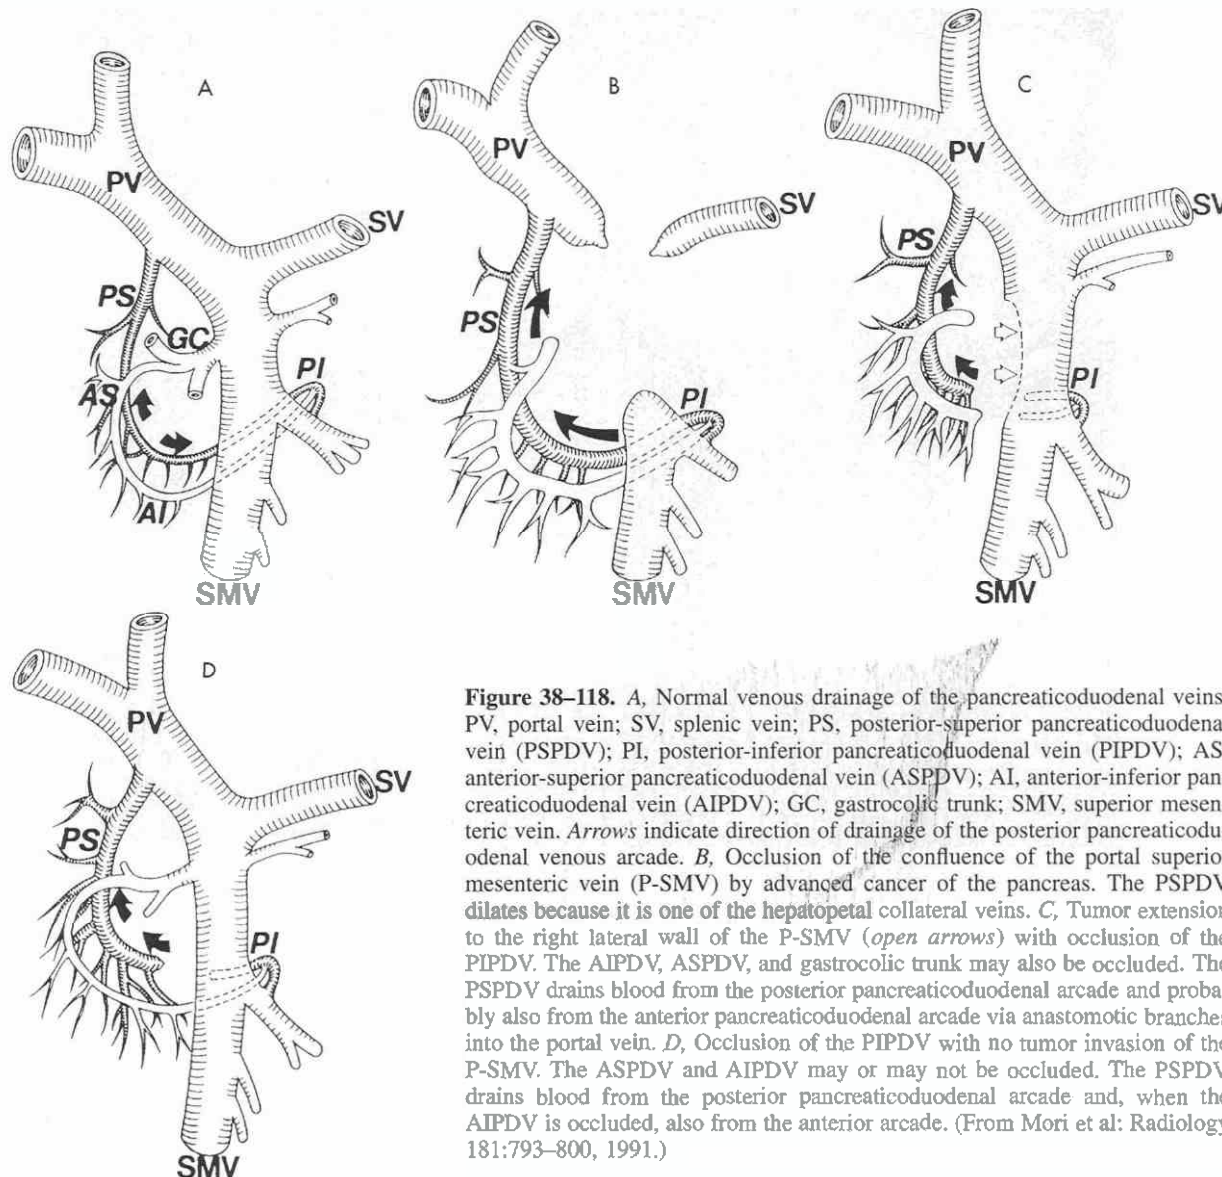 A
B
C
PV
SV
PS
GC
PI
AS
AI
SMV
PV
SV
PS
PI
SMV
PV
SV
PS
PI
SMV
D
PV
SV
PS
PI
SMV
Figure 38–118. A, Normal venous drainage of the pancreaticoduodenal veins
PV, portal vein; SV, splenic vein; PS, posterior-superior pancreaticoduodena
vein (PSPDV); PI, posterior-inferior pancreaticoduodenal vein (PIPDV); AS
anterior-superior pancreaticoduodenal vein (ASPDV); AI, anterior-inferior pan
creaticoduodenal vein (AIPDV); GC, gastrocolic trunk; SMV, superior mesen
teric vein. Arrows indicate direction of drainage of the posterior pancreaticodu
odenal venous arcade. B, Occlusion of the confluence of the portal superio
mesenteric vein (P-SMV) by advanced cancer of the pancreas. The PSPDV
dilates because it is one of the hepatopetal collateral veins. C, Tumor extension
to the right lateral wall of the P-SMV (open arrows) with occlusion of the
PIPDV. The AIPDV, ASPDV, and gastrocolic trunk may also be occluded. The
PSPDV drains blood from the posterior pancreaticoduodenal arcade and proba
bly also from the anterior pancreaticoduodenal arcade via anastomotic branches
into the portal vein. D, Occlusion of the PIPDV with no tumor invasion of the
P-SMV. The ASPDV and AIPDV may or may not be occluded. The PSPDV
drains blood from the posterior pancreaticoduodenal arcade and, when the
AIPDV is occluded, also from the anterior arcade. (From Mori et al: Radiology
181:793–800, 1991.)